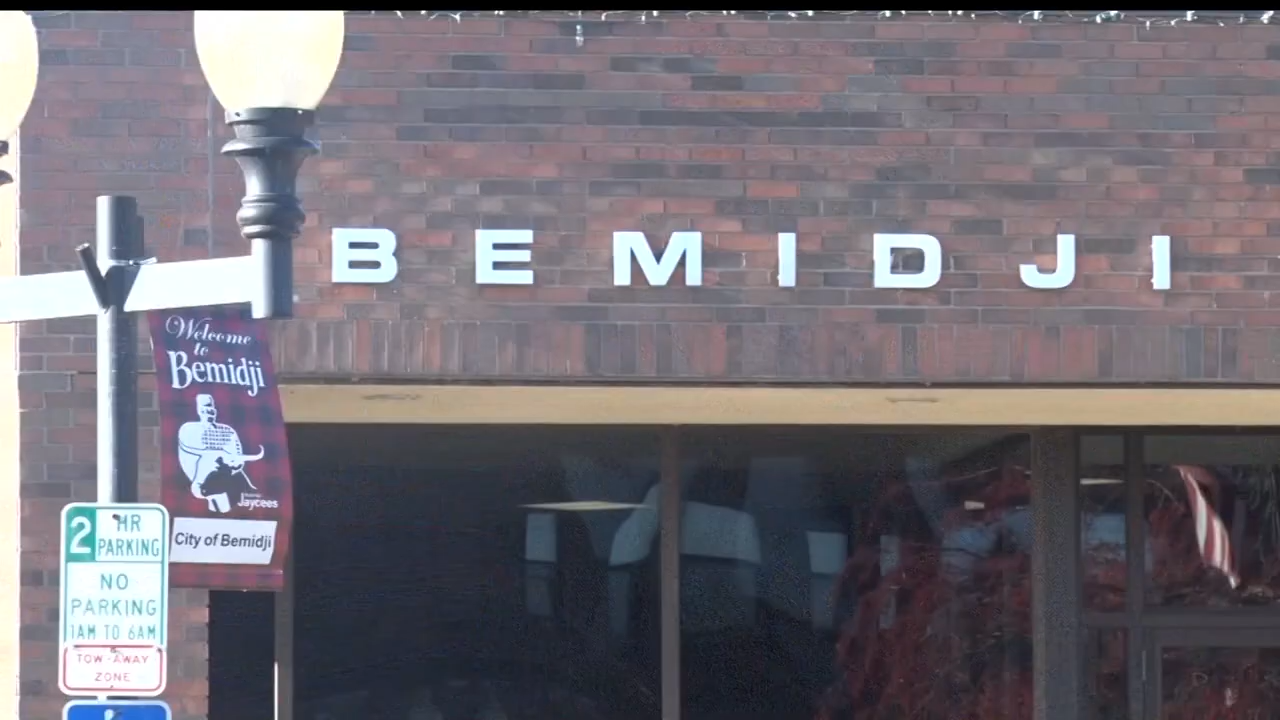 BEMIDJI
Welcome
to
Bemidji
Jaycees
City of Bemidji
2 HR
PARKING
NO
PARKING
1AM TO 6AM
TOW-AWAY
ZONE